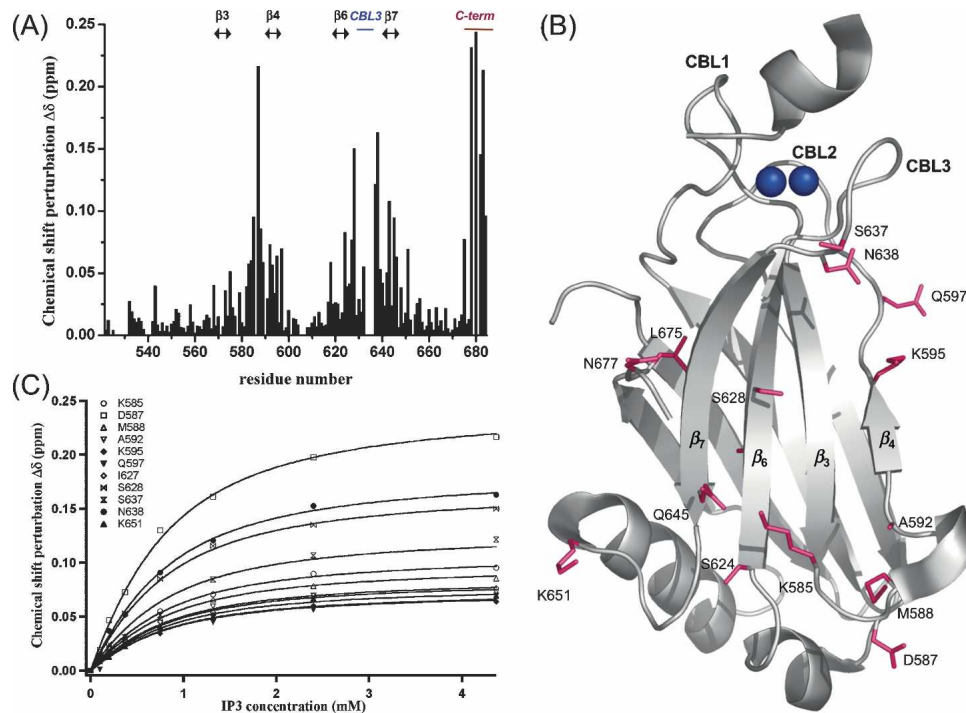 (A)
β3 β4 β6 CBL3 β7 C-term
Chemical shift perturbation Δδ (ppm)
0.25
0.20
0.15
0.10
0.05
0.00
540 560 580 600 620 640 660 680
residue number
(B)
CBL1
CBL2
CBL3
S637
N638
Q597
L675
K595
N677
S628
β7
β6
β3
β4
Q645
A592
S624
K585
K651
M588
D587
(C)
Chemical shift perturbation Δδ (ppm)
0.25
0.20
0.15
0.10
0.05
0.00
K585
D587
M588
A592
K595
Q597
I627
S628
S637
N638
K651
0 1 2 3 4
IP3 concentration (mM)